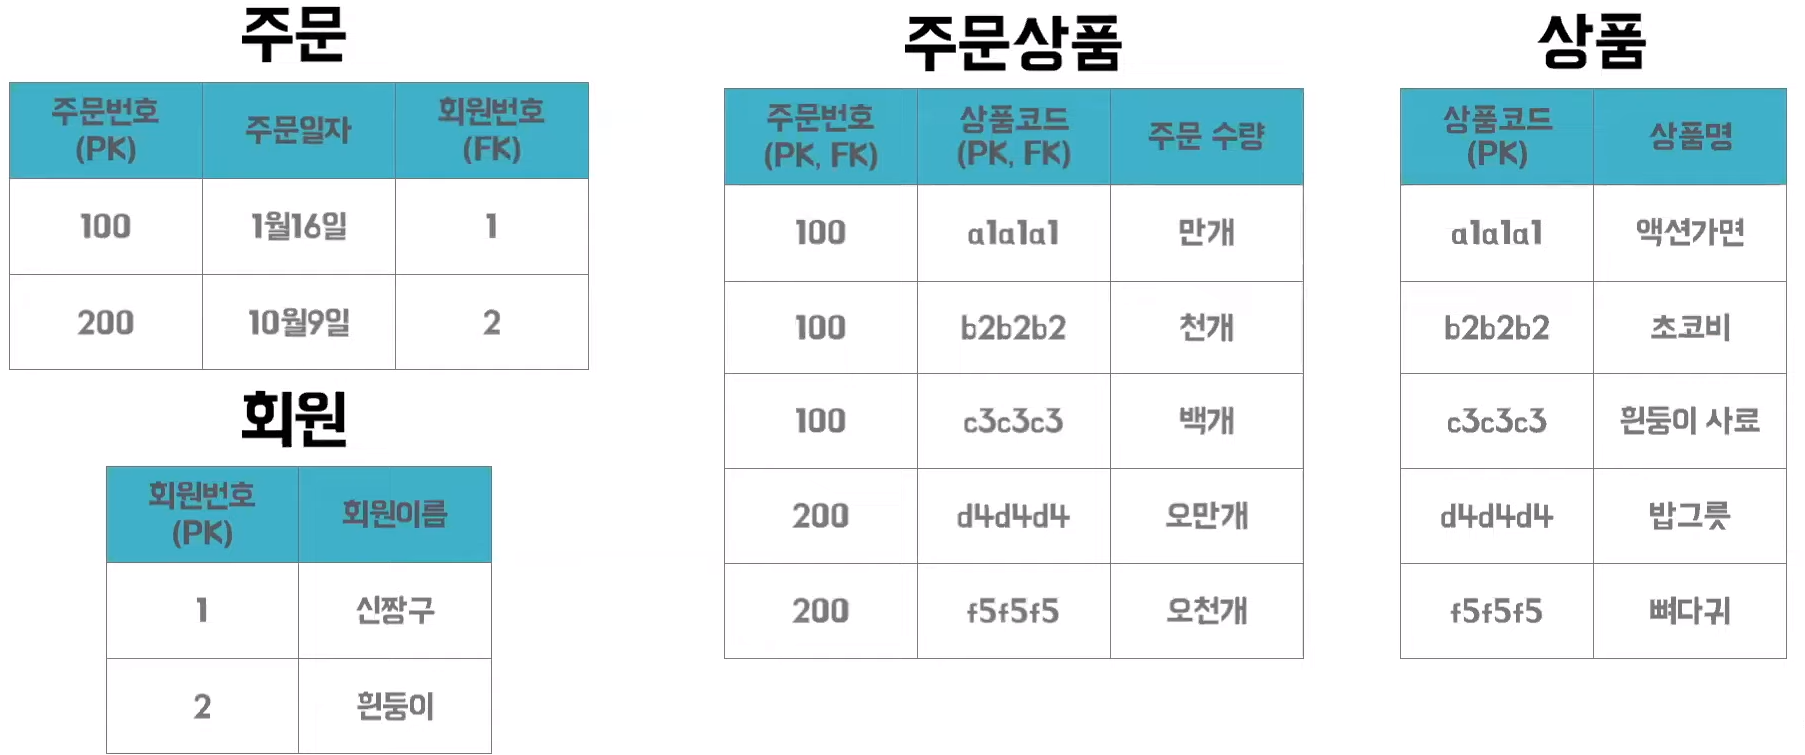 주문
주문번호
(PK)
주문일자
회원번호
(FK)
100
1월16일
1
200
10월9일
2
회원
회원번호
(PK)
회원이름
1
신짱구
2
흰둥이
주문상품
주문번호
(PK, FK)
상품코드
(PK, FK)
주문 수량
100
a1a1a1
만개
100
b2b2b2
천개
100
c3c3c3
백개
200
d4d4d4
오만개
200
f5f5f5
오천개
상품
상품코드
(PK)
상품명
a1a1a1
액션가면
b2b2b2
초코비
c3c3c3
흰둥이 사료
d4d4d4
밥그릇
f5f5f5
뼈다귀